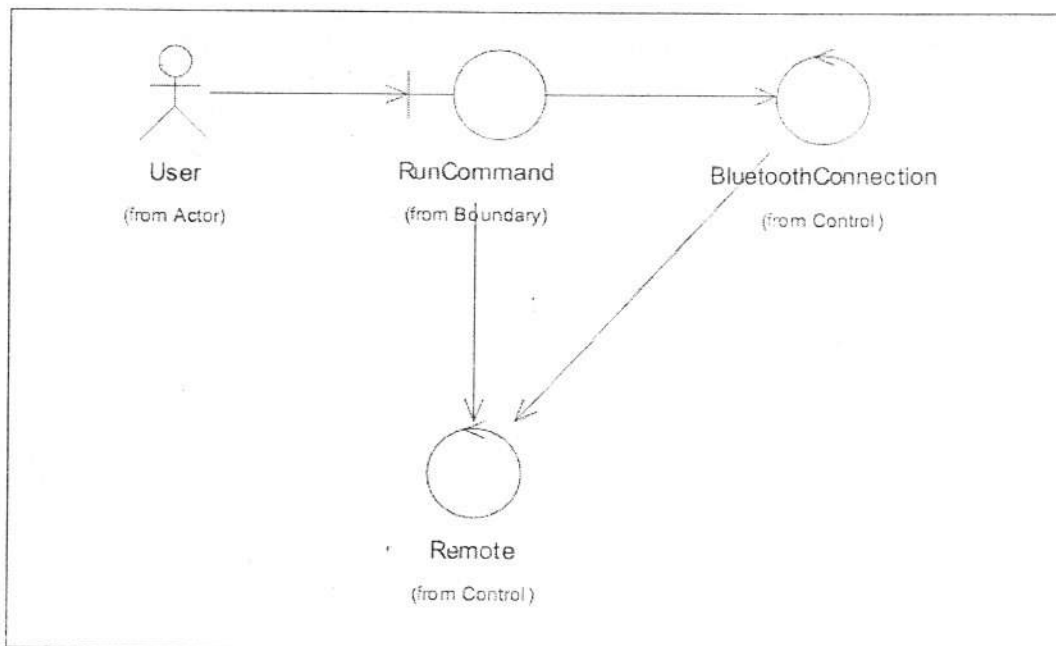 User
(from Actor)
RunCommand
(from Boundary)
BluetoothConnection
(from Control)
Remote
(from Control)